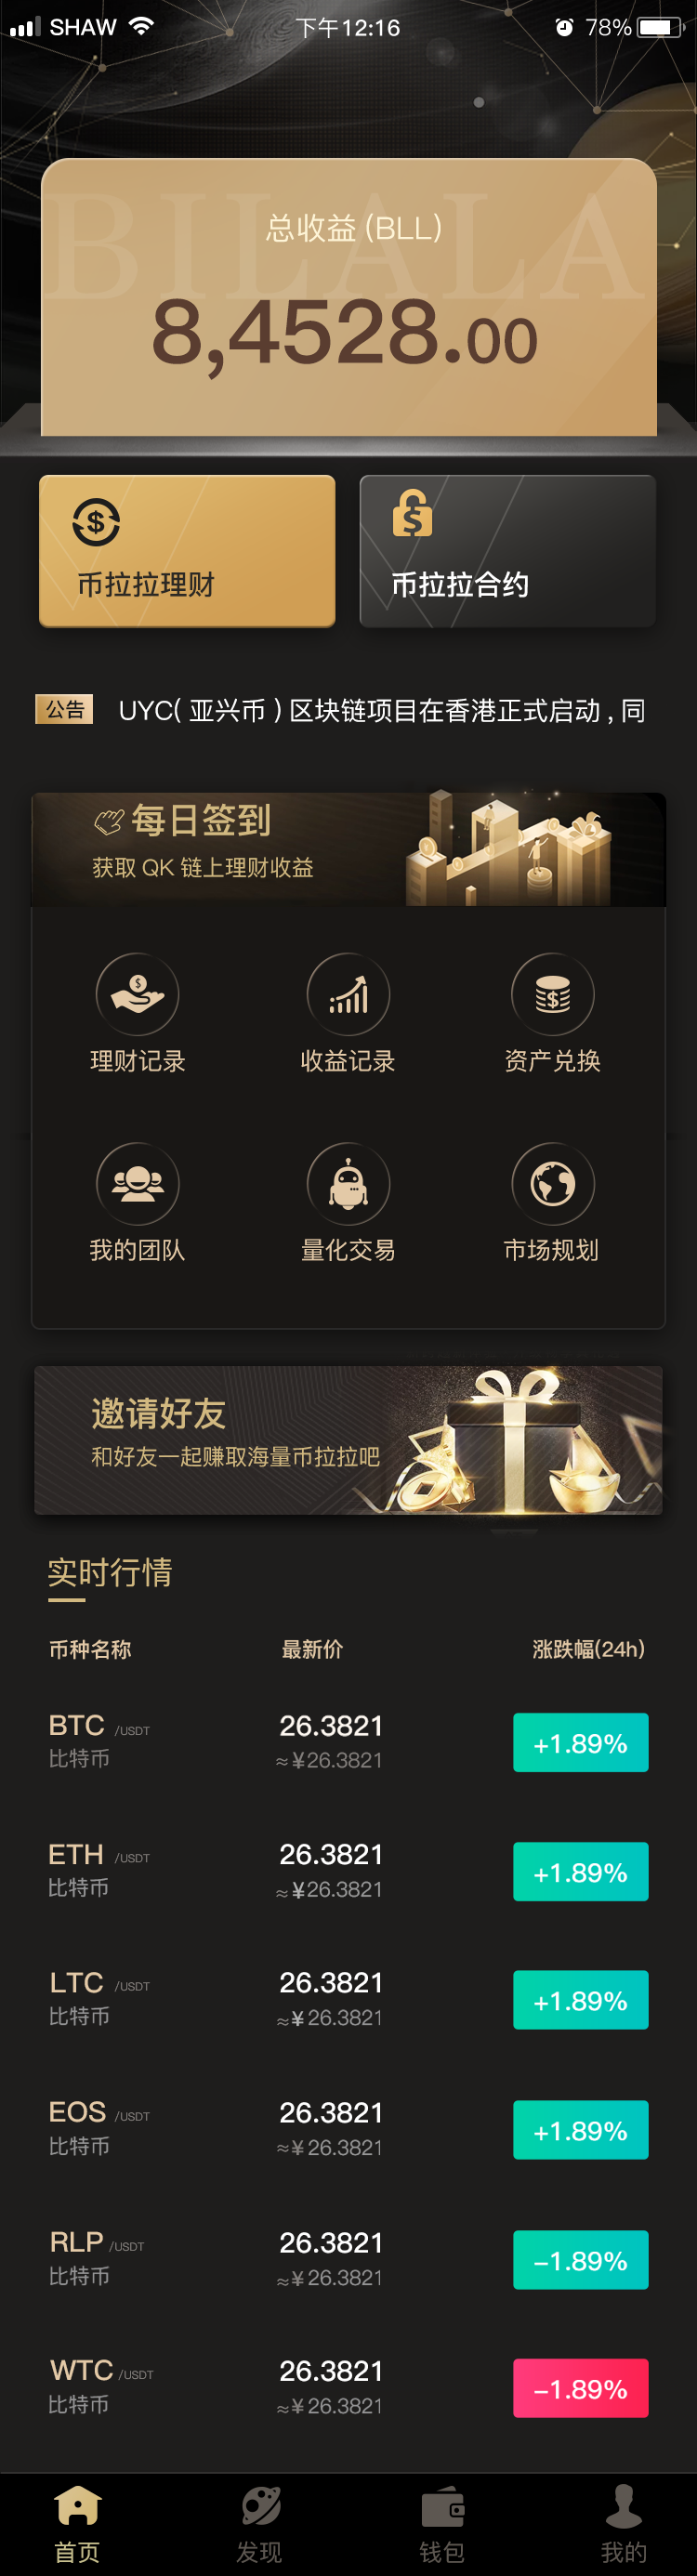 SHAW 下午12:16 78%
BILALA
总收益 (BLL)
8,4528.00
币拉拉理财 币拉拉合约
公告 UYC( 亚兴币 ) 区块链项目在香港正式启动 , 同
每日签到
获取 QK 链上理财收益
理财记录 收益记录 资产兑换
我的团队 量化交易 市场规划
邀请好友
和好友一起赚取海量币拉拉吧
实时行情
币种名称 最新价 涨跌幅(24h)
BTC /USDT 26.3821 +1.89%
比特币 ≈¥26.3821
ETH /USDT 26.3821 +1.89%
比特币 ≈¥26.3821
LTC /USDT 26.3821 +1.89%
比特币 ≈¥26.3821
EOS /USDT 26.3821 +1.89%
比特币 ≈¥26.3821
RLP /USDT 26.3821 −1.89%
比特币 ≈¥26.3821
WTC /USDT 26.3821 −1.89%
比特币 ≈¥26.3821
首页 发现 钱包 我的